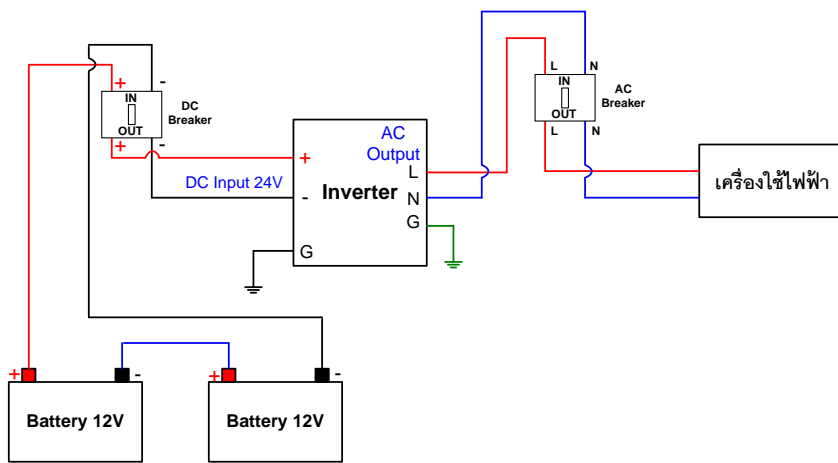 +
-
IN
OUT
+
-
DC
Breaker
L
N
IN
OUT
L
N
AC
Breaker
AC
Output
+
L
DC Input 24V
-
Inverter
N
G
G
เครื่องใช้ไฟฟ้า
+
-
+
-
Battery 12V
Battery 12V